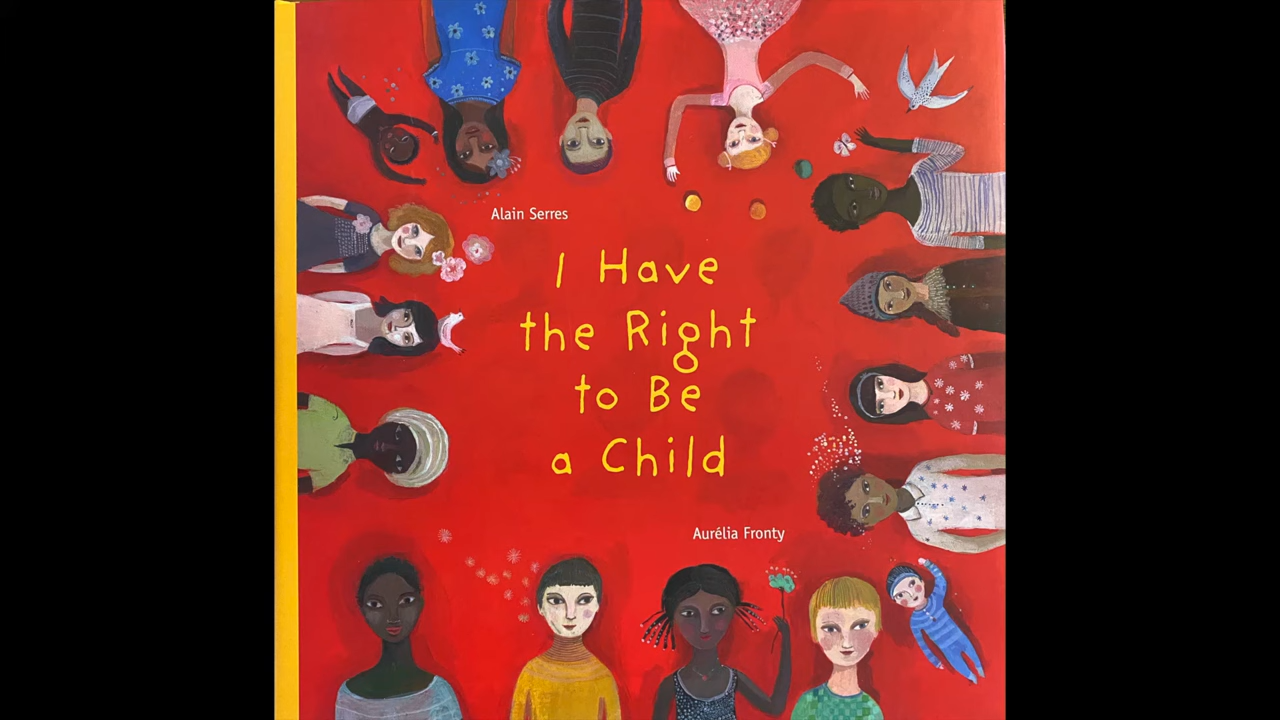 Alain Serres
I Have
the Right
to Be
a Child
Aurélia Fronty